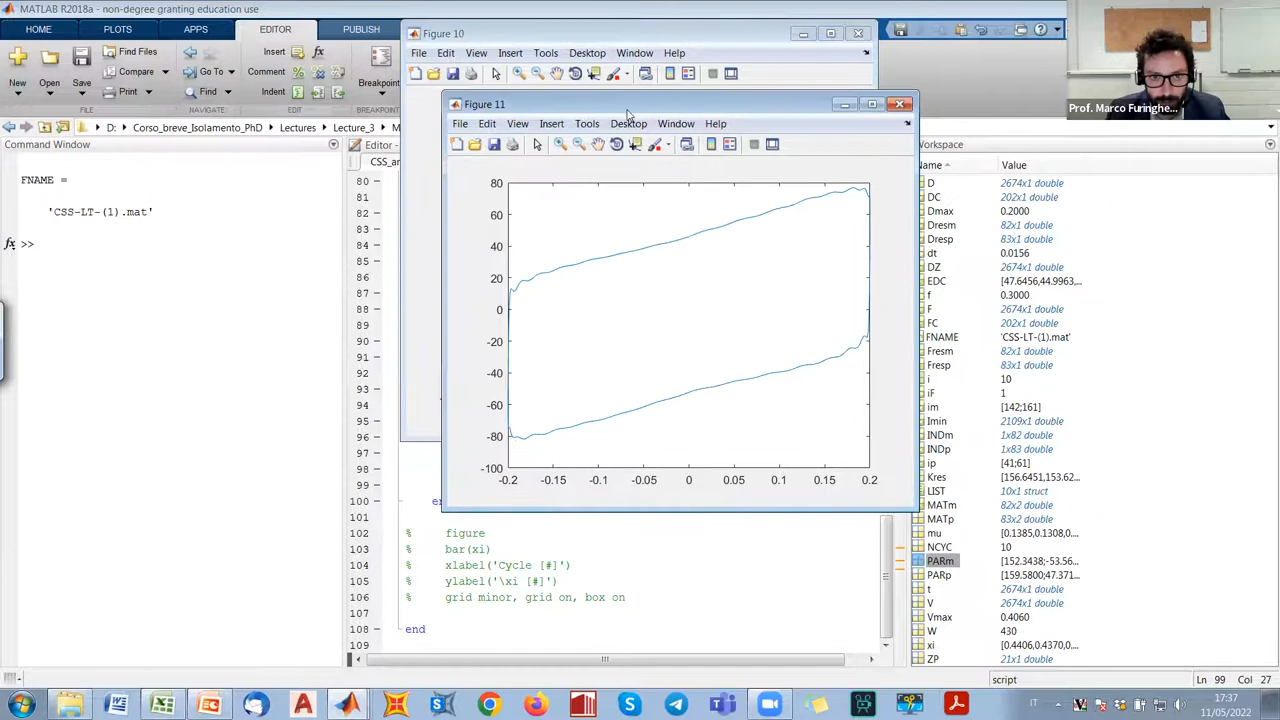 MATLAB R2018a - non-degree granting education use
HOME PLOTS APPS EDITOR PUBLISH
New Open Save Find Files Compare Print Go To Insert Comment Indent Breakpoint
FILE NAVIGATE EDIT
D: Corso_breve_Isolamento_PhD Lectures Lecture_3
Command Window
FNAME =
'CSS-LT-(1).mat'
fx >>
Editor -
Figure 10
File Edit View Insert Tools Desktop Window Help
Figure 11
File Edit View Insert Tools Desktop Window Help
80
60
40
20
0
-20
-40
-60
-80
-100
-0.2 -0.15 -0.1 -0.05 0 0.05 0.1 0.15 0.2
80
81
82
83
84
85
86
87
88
89
90
91
92
93
94
95
96
97
98
99
100
101
102 % figure
103 % bar(xi)
104 % xlabel('Cycle [#]')
105 % ylabel('\xi [#]')
106 % grid minor, grid on, box on
107
108 end
109
Prof. Marco Furinghe...
Workspace
Name Value
D 2674x1 double
DC 202x1 double
Dmax 0.2000
Dresm 82x1 double
Dresp 83x1 double
dt 0.0156
DZ 2674x1 double
EDC [47.6456,44.9963,...
f 0.3000
F 2674x1 double
FC 202x1 double
FNAME 'CSS-LT-(1).mat'
Fresm 82x1 double
Fresp 83x1 double
i 10
iF 1
im [142;161]
Imin 2109x1 double
INDm 1x82 double
INDp 1x83 double
ip [41;61]
Kres [156.6451,153.62...
LIST 10x1 struct
MATm 82x2 double
MATp 83x2 double
mu [0.1385,0.1308,0...
NCYC 10
PARm [152.3438;-53.56...
PARp [159.5800;47.371...
t 2674x1 double
V 2674x1 double
Vmax 0.4060
W 430
xi [0.4406,0.4370,0...
ZP 21x1 double
script Ln 99 Col 27
IT 17:37
11/05/2022